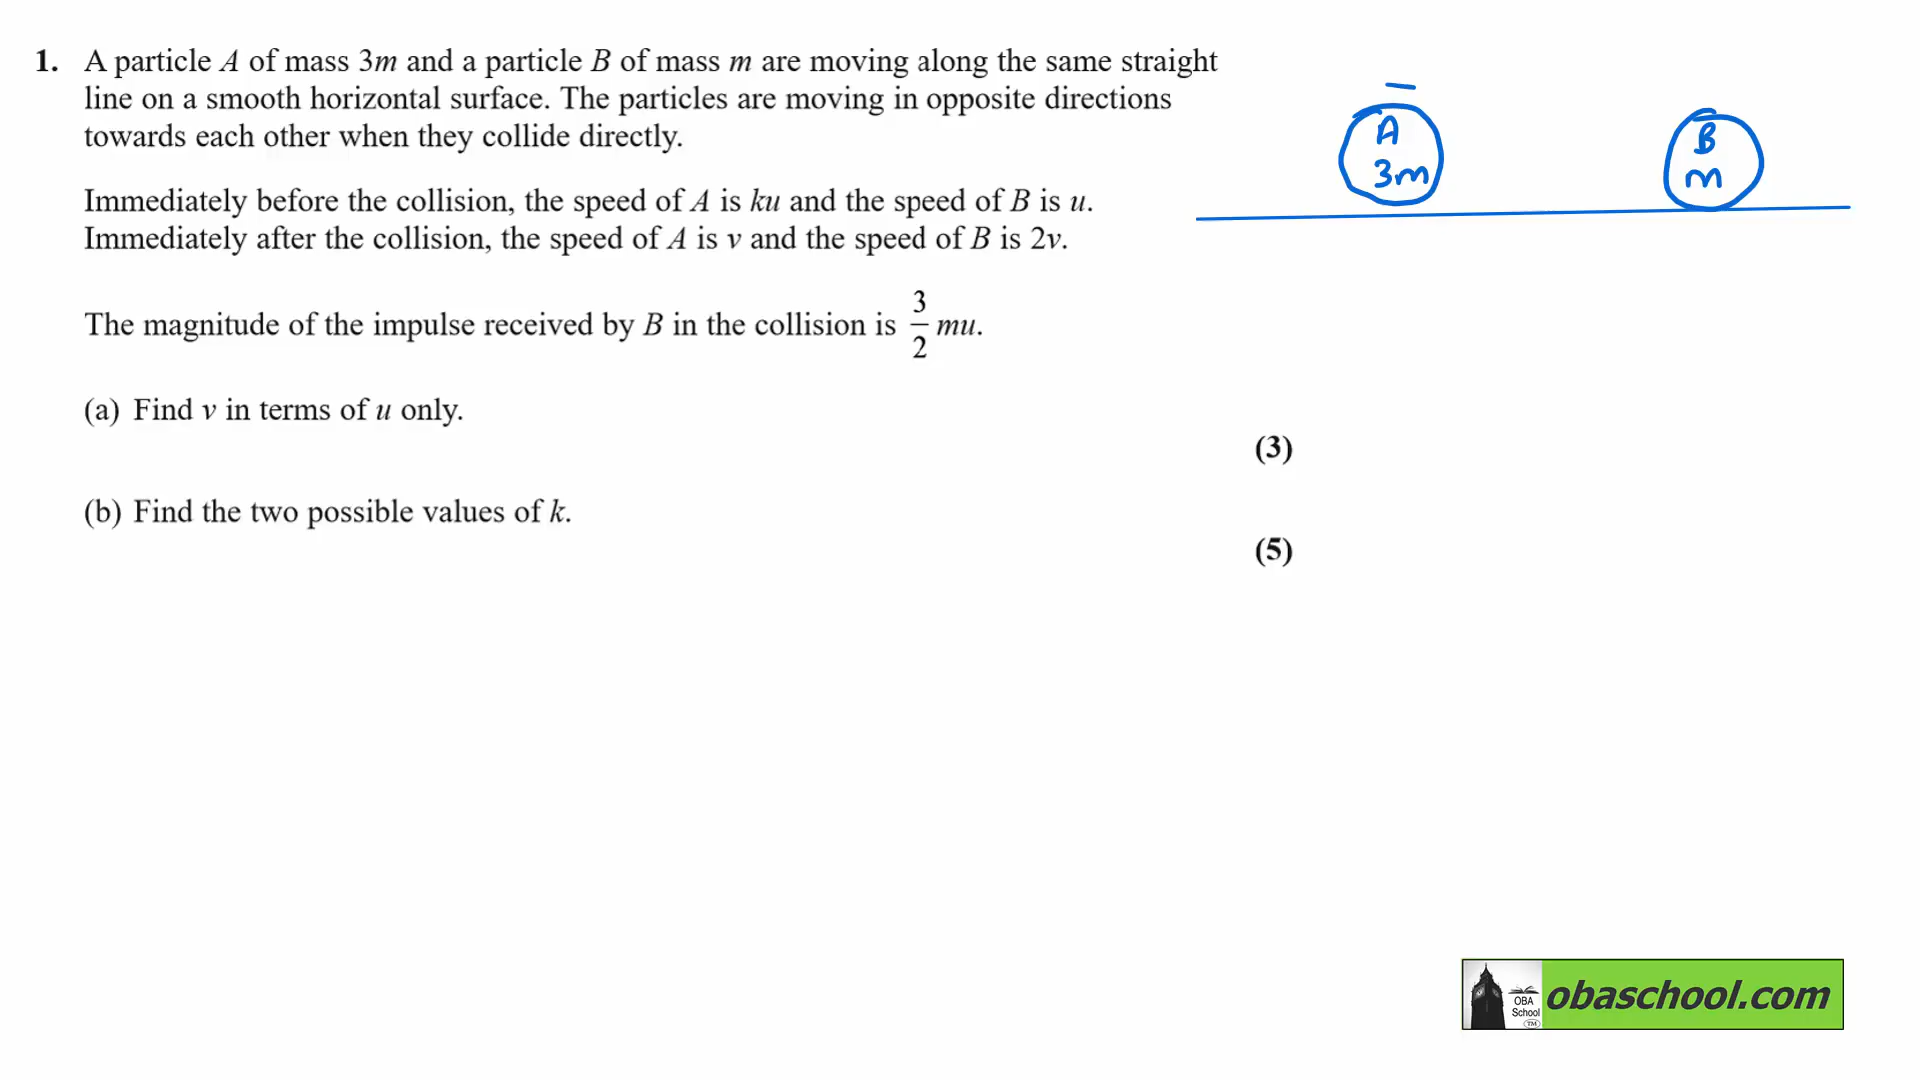 1. A particle A of mass 3m and a particle B of mass m are moving along the same straight
line on a smooth horizontal surface. The particles are moving in opposite directions
towards each other when they collide directly.
Immediately before the collision, the speed of A is ku and the speed of B is u.
Immediately after the collision, the speed of A is v and the speed of B is 2v.
The magnitude of the impulse received by B in the collision is 3/2 mu.
(a) Find v in terms of u only.
(3)
(b) Find the two possible values of k.
(5)
A
3m
B
m
OBA
School
TM
obaschool.com